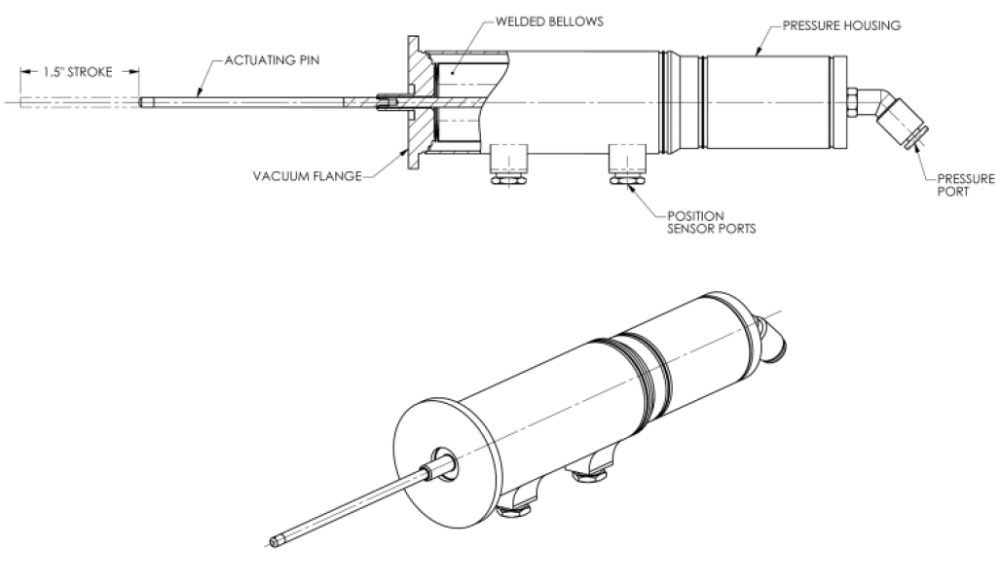 WELDED BELLOWS
PRESSURE HOUSING
ACTUATING PIN
1.5" STROKE
VACUUM FLANGE
PRESSURE
PORT
POSITION
SENSOR PORTS